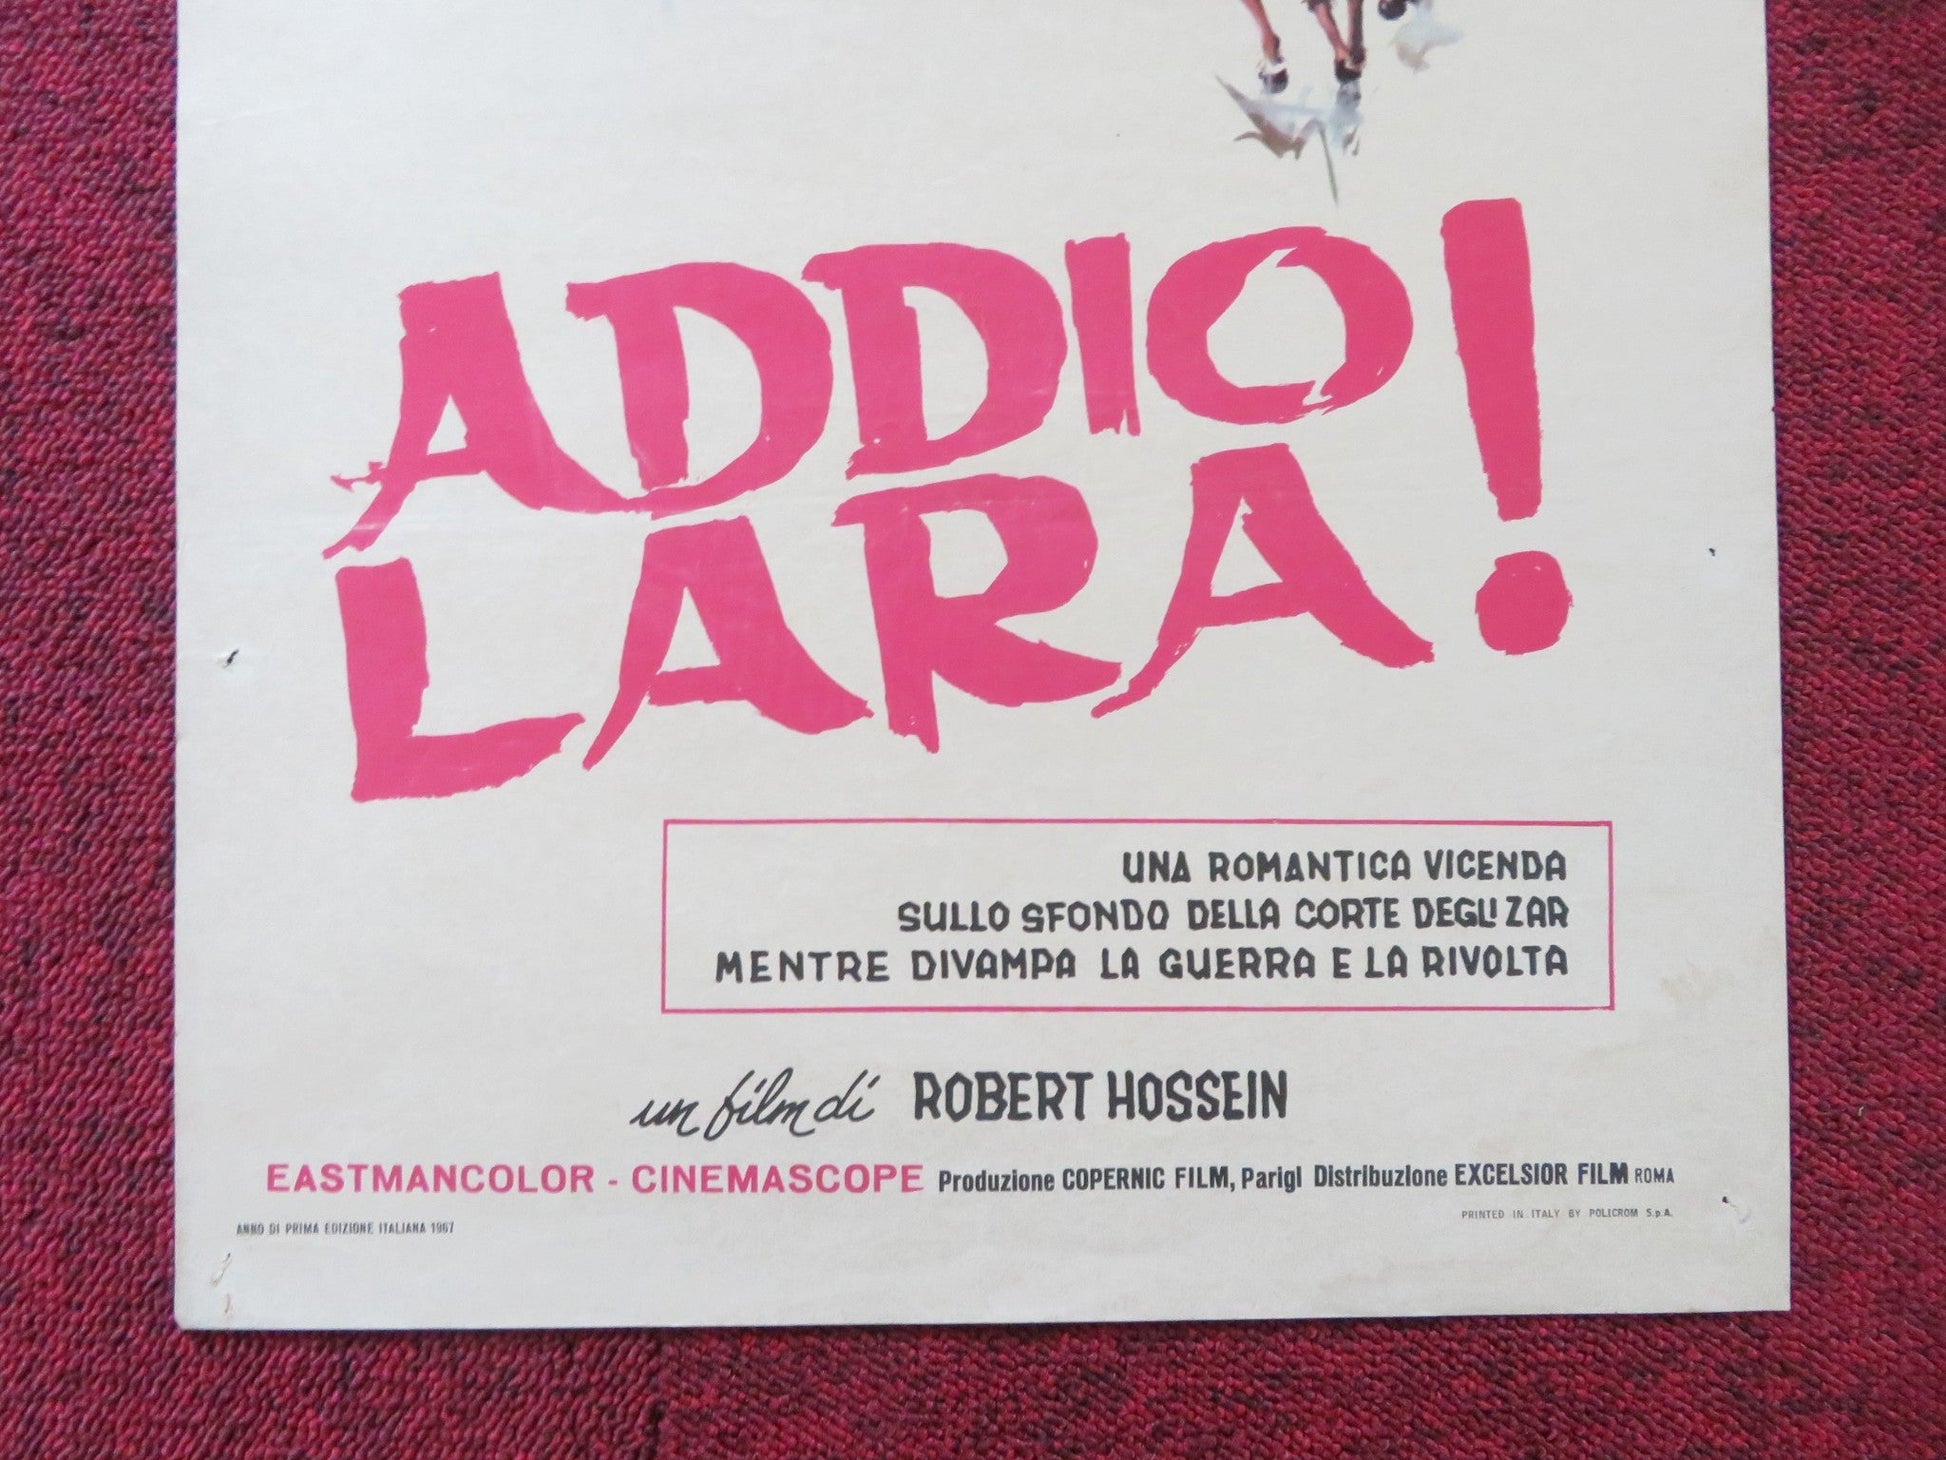 ADDIO!
LARA
UNA ROMANTICA VICENDA
SULLO SFONDO DELLA CORTE DEGLI ZAR
MENTRE DIVAMPA LA GUERRA E LA RIVOLTA
un film di ROBERT HOSSEIN
EASTMANCOLOR - CINEMASCOPE Produzione COPERNIC FILM, Parigi Distribuzione EXCELSIOR FILM ROMA
PRINTED IN ITALY BY POLICROM S.p.A.
ANNO DI PRIMA EDIZIONE ITALIANA 1967